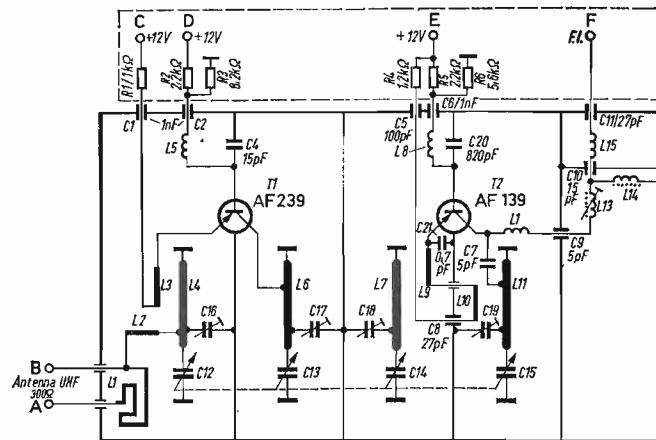 C D E F
+12V +12V +12V F.I.
R1/1kΩ
R2
2,2kΩ
R3
8,2kΩ
R4
1,2kΩ
R5
2,2kΩ
R6
5,6kΩ
C1 1nF C2
C5
100pF
C6/1nF
C11/27pF
L5
C4
15pF
L8
C20
820pF
L15
C10
15
pF
L14
L13
T1
AF239
T2
AF139
C21
0,7
pF
L1
C7
5pF
C9
5pF
L3 L4 L6 L7 L9 L10 L11
L2
C16 C17 C18 C19
C8
27pF
C12 C13 C14 C15
B
Antenna UHF
300Ω
A
L1